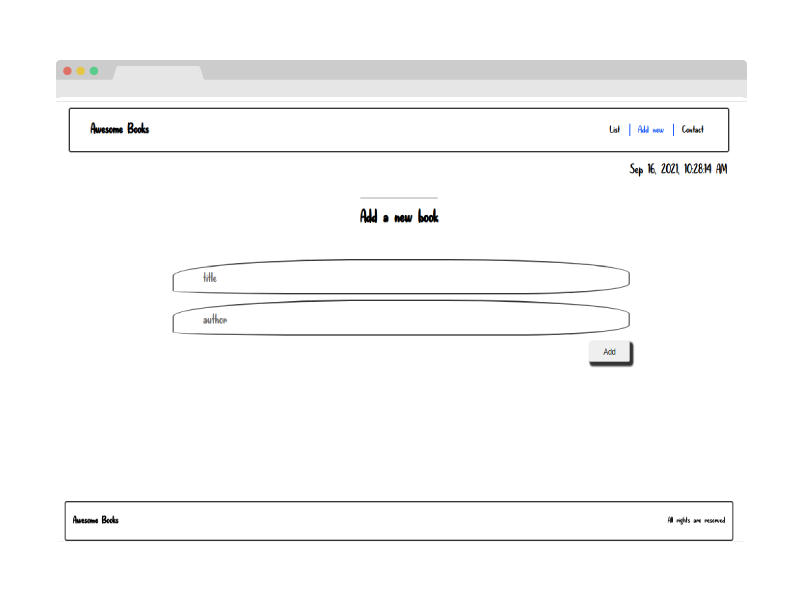 Awesome Books
List | Add new | Contact
Sep 16, 2021, 10:28:14 AM
Add a new book
title
author
Add
Awesome Books
All rights are reserved